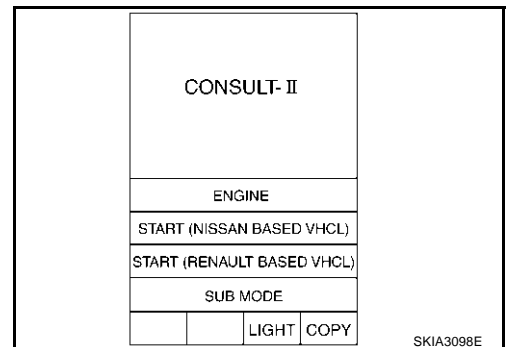 CONSULT-II
ENGINE
START (NISSAN BASED VHCL)
START (RENAULT BASED VHCL)
SUB MODE
LIGHT COPY
SKIA3098E